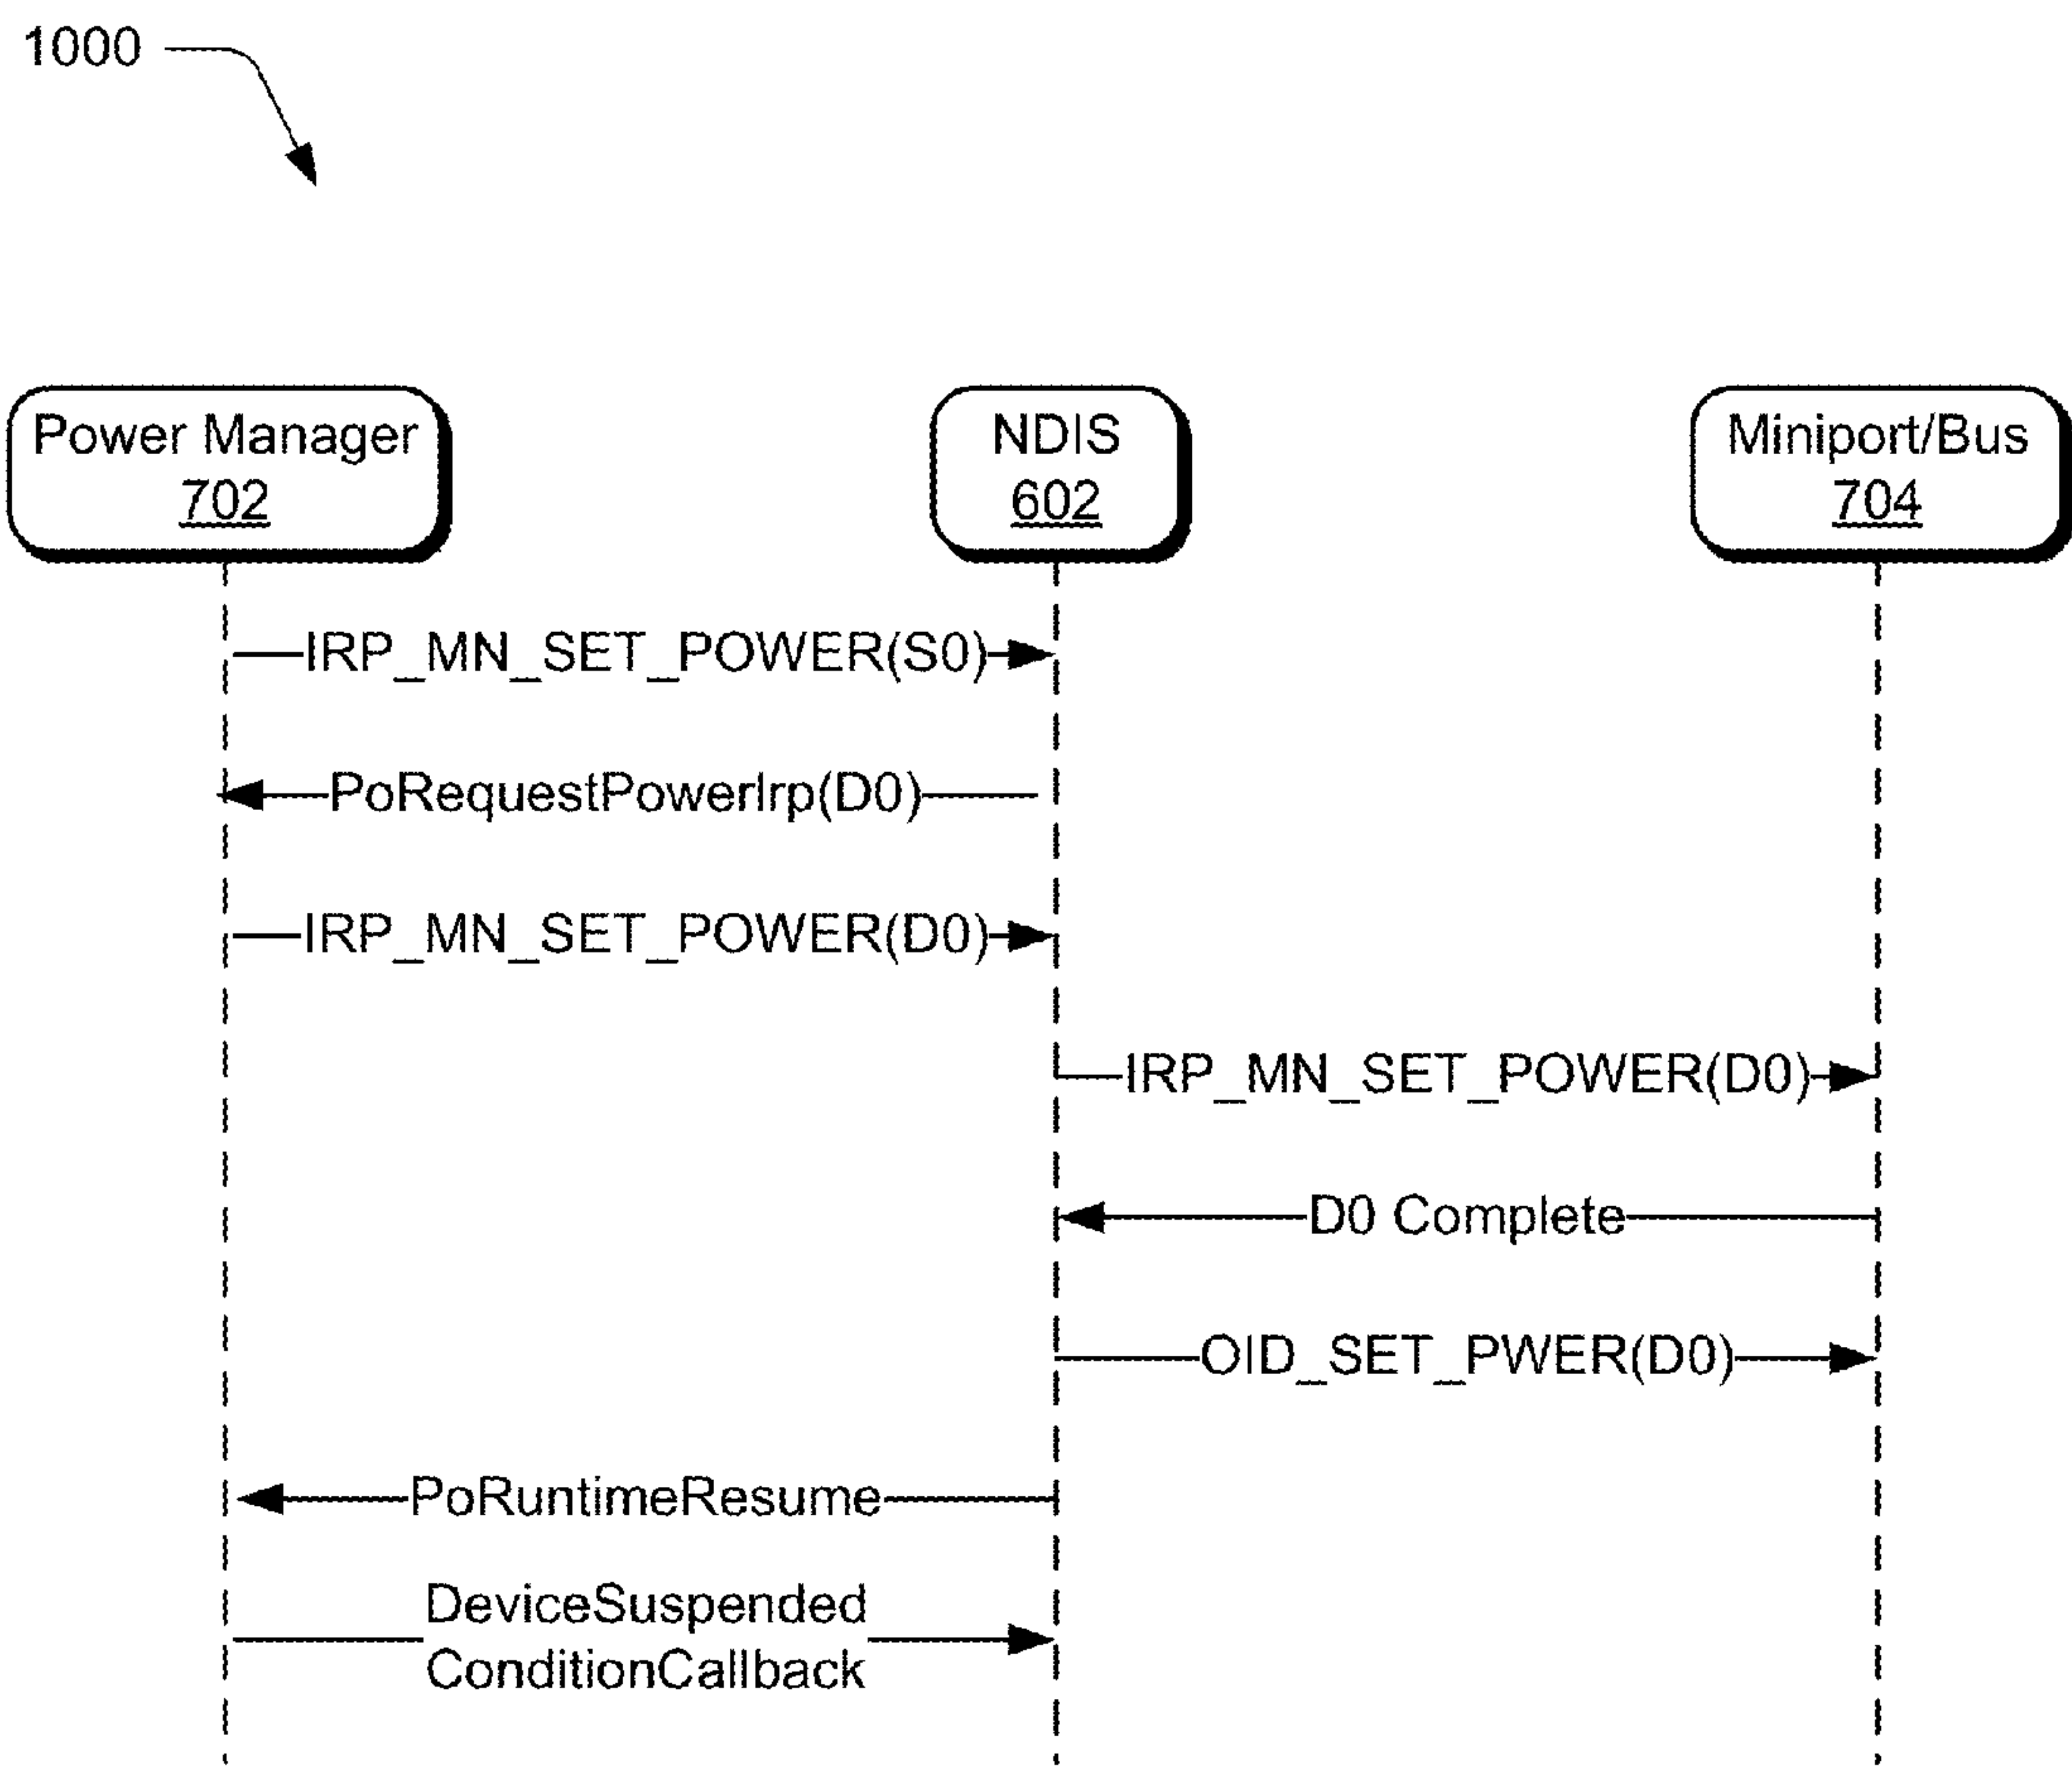 1000
Power Manager
702
NDIS
602
Miniport/Bus
704
IRP_MN_SET_POWER(S0)
PoRequestPowerIrp(D0)
IRP_MN_SET_POWER(D0)
IRP_MN_SET_POWER(D0)
D0 Complete
OID_SET_PWER(D0)
PoRuntimeResume
DeviceSuspended
ConditionCallback